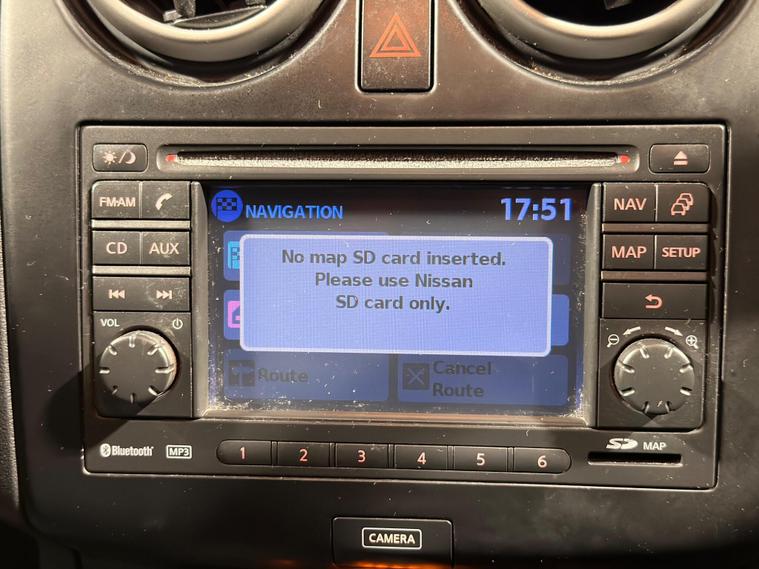 FM·AM
CD AUX
VOL
NAVIGATION 17:51
No map SD card inserted.
Please use Nissan
SD card only.
Route
Cancel
Route
NAV
MAP SETUP
Bluetooth MP3
1 2 3 4 5 6
SD MAP
CAMERA